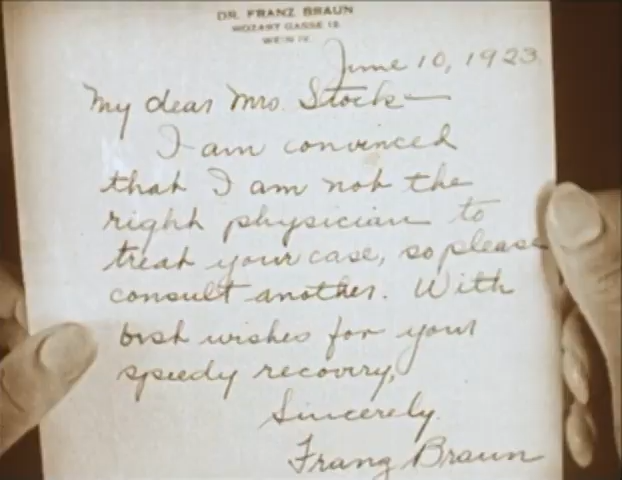 DR. FRANZ BRAUN
MOZART GASSE 18.
WEIN IV.
June 10, 1923
My dear Mrs. Stock—
I am convinced
that I am not the
right physician to
treat your case, so please
consult another. With
best wishes for your
speedy recovery,
Sincerely
Franz Braun